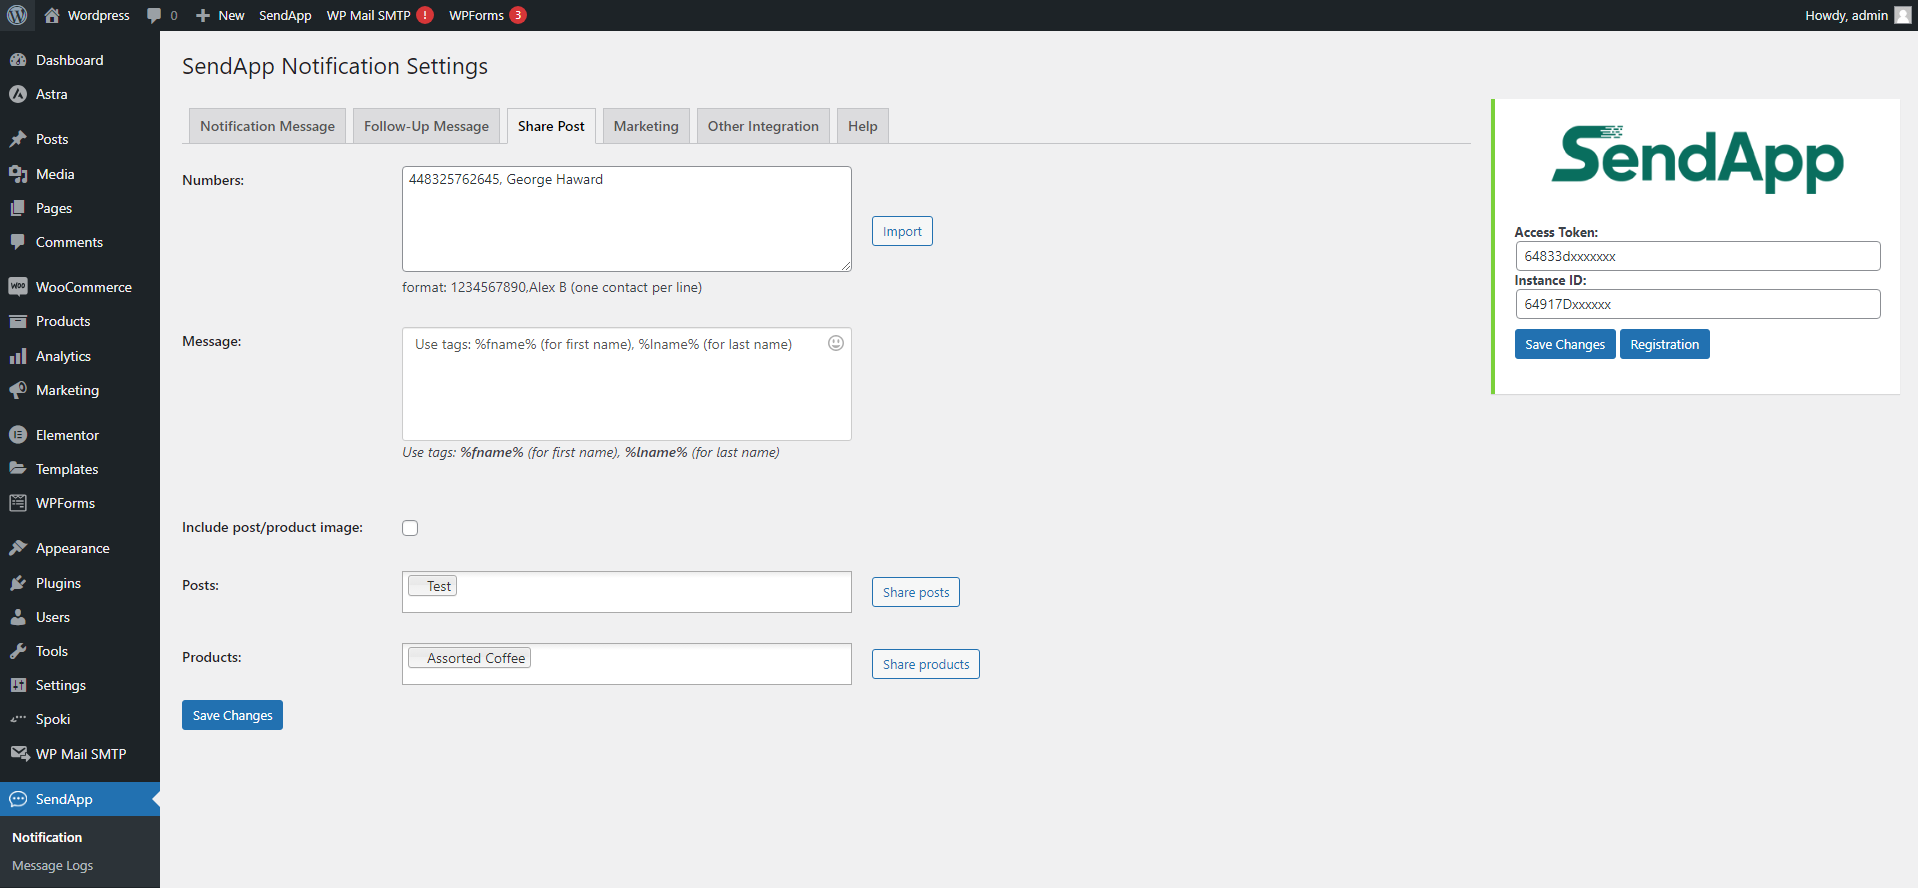 Wordpress 0 New SendApp WP Mail SMTP ! WPForms 3 Howdy, admin
Dashboard
Astra
Posts
Media
Pages
Comments
WooCommerce
Products
Analytics
Marketing
Elementor
Templates
WPForms
Appearance
Plugins
Users
Tools
Settings
Spoki
WP Mail SMTP
SendApp
Notification
Message Logs
SendApp Notification Settings
Notification Message Follow-Up Message Share Post Marketing Other Integration Help
Numbers:
448325762645, George Haward
Import
format: 1234567890,Alex B (one contact per line)
Message:
Use tags: %fname% (for first name), %lname% (for last name)
Use tags: %fname% (for first name), %lname% (for last name)
Include post/product image:
Posts:
Test
Share posts
Products:
Assorted Coffee
Share products
Save Changes
SendApp
Access Token:
64833dxxxxxxx
Instance ID:
64917Dxxxxxx
Save Changes Registration